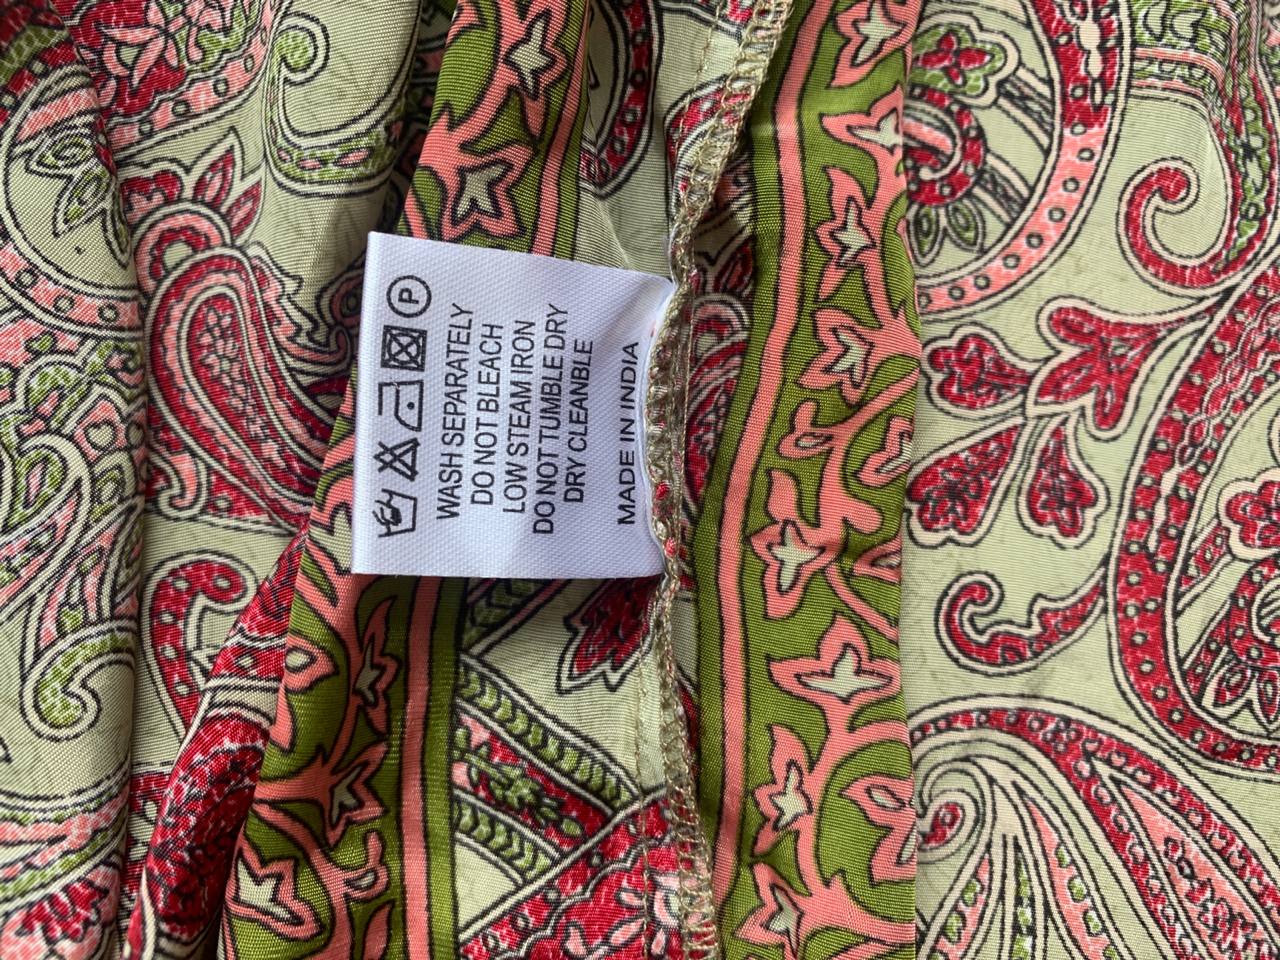 WASH SEPARATELY
DO NOT BLEACH
LOW STEAM IRON
DO NOT TUMBLE DRY
DRY CLEANBLE
MADE IN INDIA